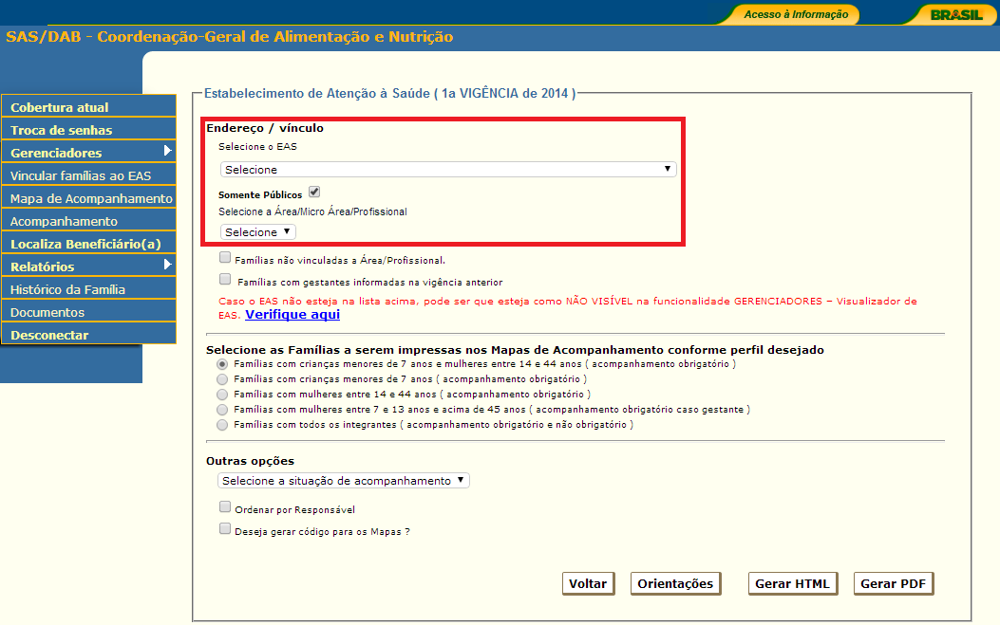 Acesso à Informação
BRASIL
SAS/DAB - Coordenação-Geral de Alimentação e Nutrição
Cobertura atual
Troca de senhas
Gerenciadores
Vincular famílias ao EAS
Mapa de Acompanhamento
Acompanhamento
Localiza Beneficiário(a)
Relatórios
Histórico da Família
Documentos
Desconectar
Estabelecimento de Atenção à Saúde ( 1a VIGÊNCIA de 2014 )
Endereço / vínculo
Selecione o EAS
Selecione
Somente Públicos
Selecione a Área/Micro Área/Profissional
Selecione
Famílias não vinculadas a Área/Profissional.
Famílias com gestantes informadas na vigência anterior
Caso o EAS não esteja na lista acima, pode ser que esteja como NÃO VISÍVEL na funcionalidade GERENCIADORES – Visualizador de
EAS. Verifique aqui
Selecione as Famílias a serem impressas nos Mapas de Acompanhamento conforme perfil desejado
Famílias com crianças menores de 7 anos e mulheres entre 14 e 44 anos ( acompanhamento obrigatório )
Famílias com crianças menores de 7 anos ( acompanhamento obrigatório )
Famílias com mulheres entre 14 e 44 anos ( acompanhamento obrigatório )
Famílias com mulheres entre 7 e 13 anos e acima de 45 anos ( acompanhamento obrigatório caso gestante )
Famílias com todos os integrantes ( acompanhamento obrigatório e não obrigatório )
Outras opções
Selecione a situação de acompanhamento
Ordenar por Responsável
Deseja gerar código para os Mapas ?
Voltar
Orientações
Gerar HTML
Gerar PDF